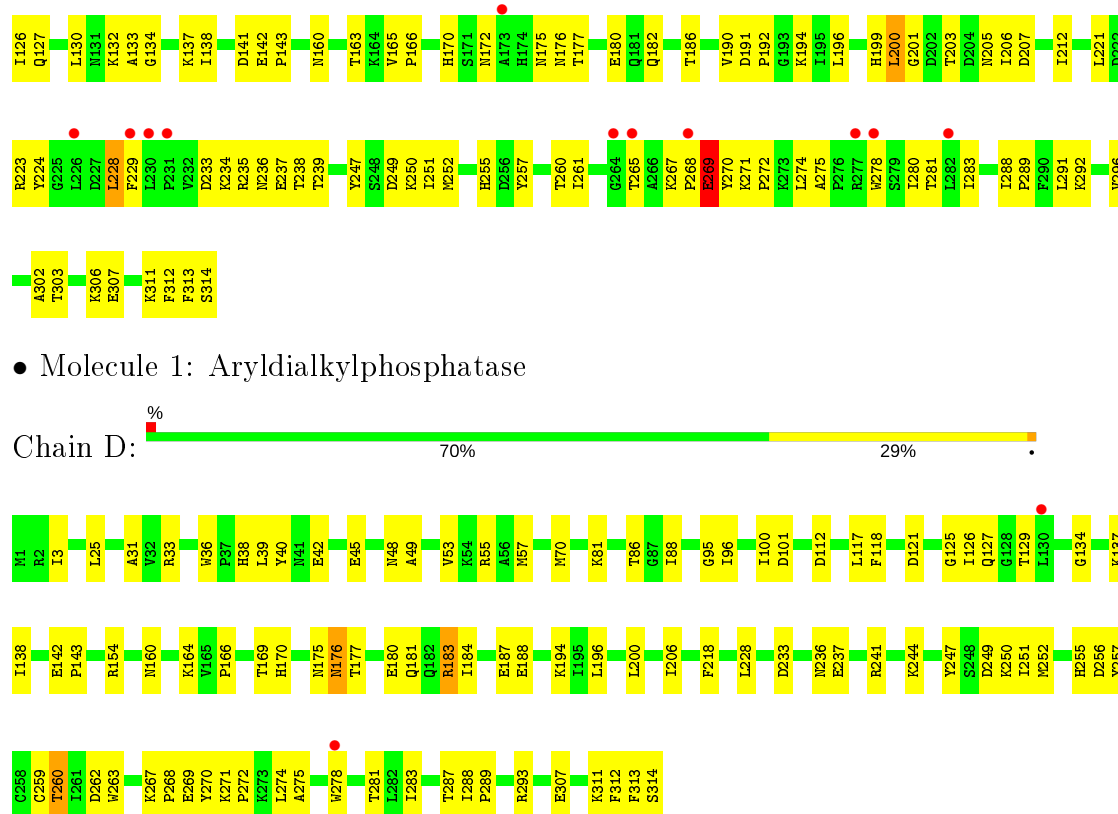 I126 Q127 L130 N131 K132 A133 G134 K137 I138 D141 E142 P143 N160 T163 K164 V165 P166 H170 S171 N172 A173 H174 N175 N176 T177 E180 Q181 Q182 T186 V190 D191 P192 G193 K194 I195 L196 H199 L200 G201 D202 T203 D204 N205 I206 D207 I212 L221
R223 Y224 G225 L226 D227 L228 F229 L230 P231 V232 D233 K234 R235 N236 E237 T238 T239 Y247 S248 D249 K250 I251 M252 H255 D256 Y257 T260 I261 G264 T265 A266 K267 P268 E269 Y270 K271 P272 K273 L274 A275 P276 R277 W278 S279 I280 T281 L282 I283 I288 P289 F290 L291 K292
A302 T303 K306 E307 K311 F312 F313 S314
• Molecule 1: Aryldialkylphosphatase
%
Chain D:
70% 29% •
M1 R2 I3 L25 A31 V32 R33 W36 P37 H38 L39 Y40 N41 E42 E45 N48 A49 V53 K54 R55 A56 M57 M70 K81 T86 G87 I88 G95 I96 I100 D101 D112 L117 F118 D121 G125 I126 Q127 G128 T129 L130 G134 K137
I138 E142 P143 R154 N160 K164 V165 P166 T169 H170 N175 N176 T177 E180 Q181 Q182 R183 I184 E187 E188 K194 I195 L196 L200 I206 F218 L228 D233 N236 E237 R241 K244 Y247 S248 D249 K250 I251 M252 H255 D256 Y257
C258 C259 T260 I261 D262 W263 K267 P268 E269 Y270 K271 P272 K273 L274 A275 W278 T281 L282 I283 T287 I288 P289 R293 E307 K311 F312 F313 S314